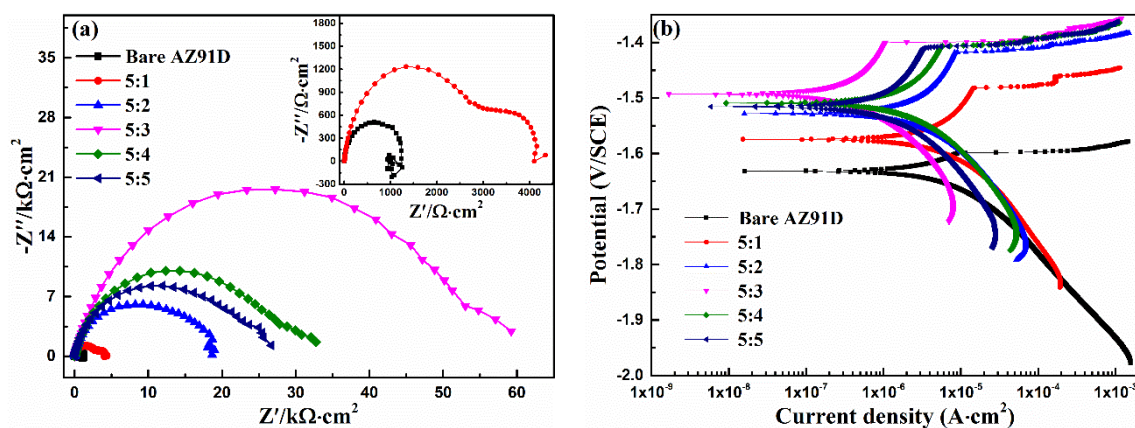 (a)
Bare AZ91D
5:1
5:2
5:3
5:4
5:5
-Z''/kΩ·cm²
35
28
21
14
7
0
0 10 20 30 40 50 60
Z'/kΩ·cm²
-Z''/Ω·cm²
1800
1500
1200
900
600
300
0
-300
0 1000 2000 3000 4000
Z'/Ω·cm²
(b)
Potential (V/SCE)
-1.4
-1.5
-1.6
-1.7
-1.8
-1.9
-2.0
Bare AZ91D
5:1
5:2
5:3
5:4
5:5
1x10⁻⁹ 1x10⁻⁸ 1x10⁻⁷ 1x10⁻⁶ 1x10⁻⁵ 1x10⁻⁴ 1x10⁻³
Current density (A·cm²)